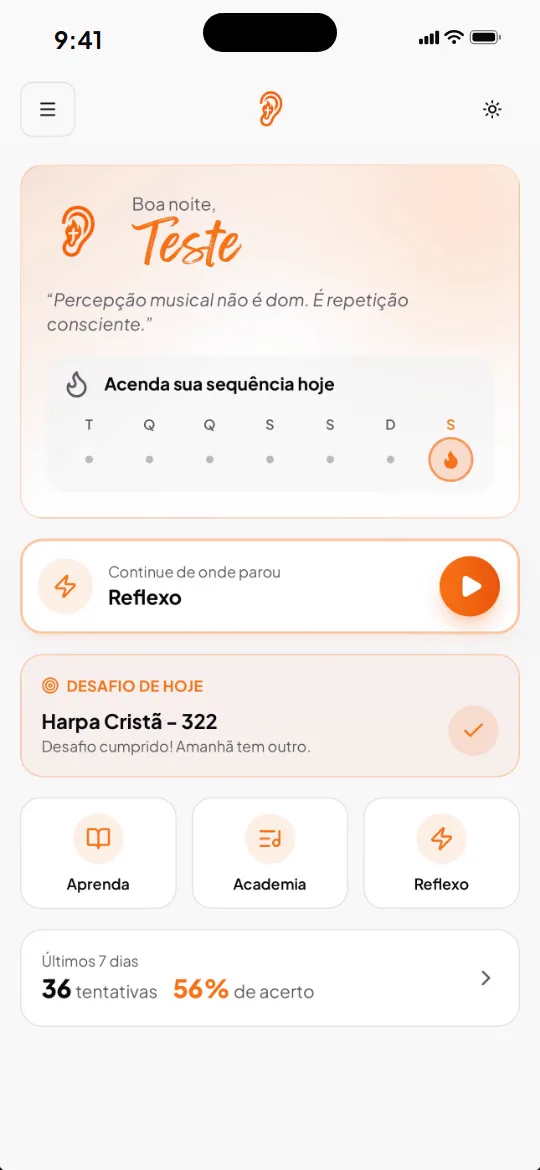 9:41
Boa noite,
Teste
“Percepção musical não é dom. É repetição
consciente.”
Acenda sua sequência hoje
T Q Q S S D S
Continue de onde parou
Reflexo
DESAFIO DE HOJE
Harpa Cristã – 322
Desafio cumprido! Amanhã tem outro.
Aprenda Academia Reflexo
Últimos 7 dias
36 tentativas 56% de acerto